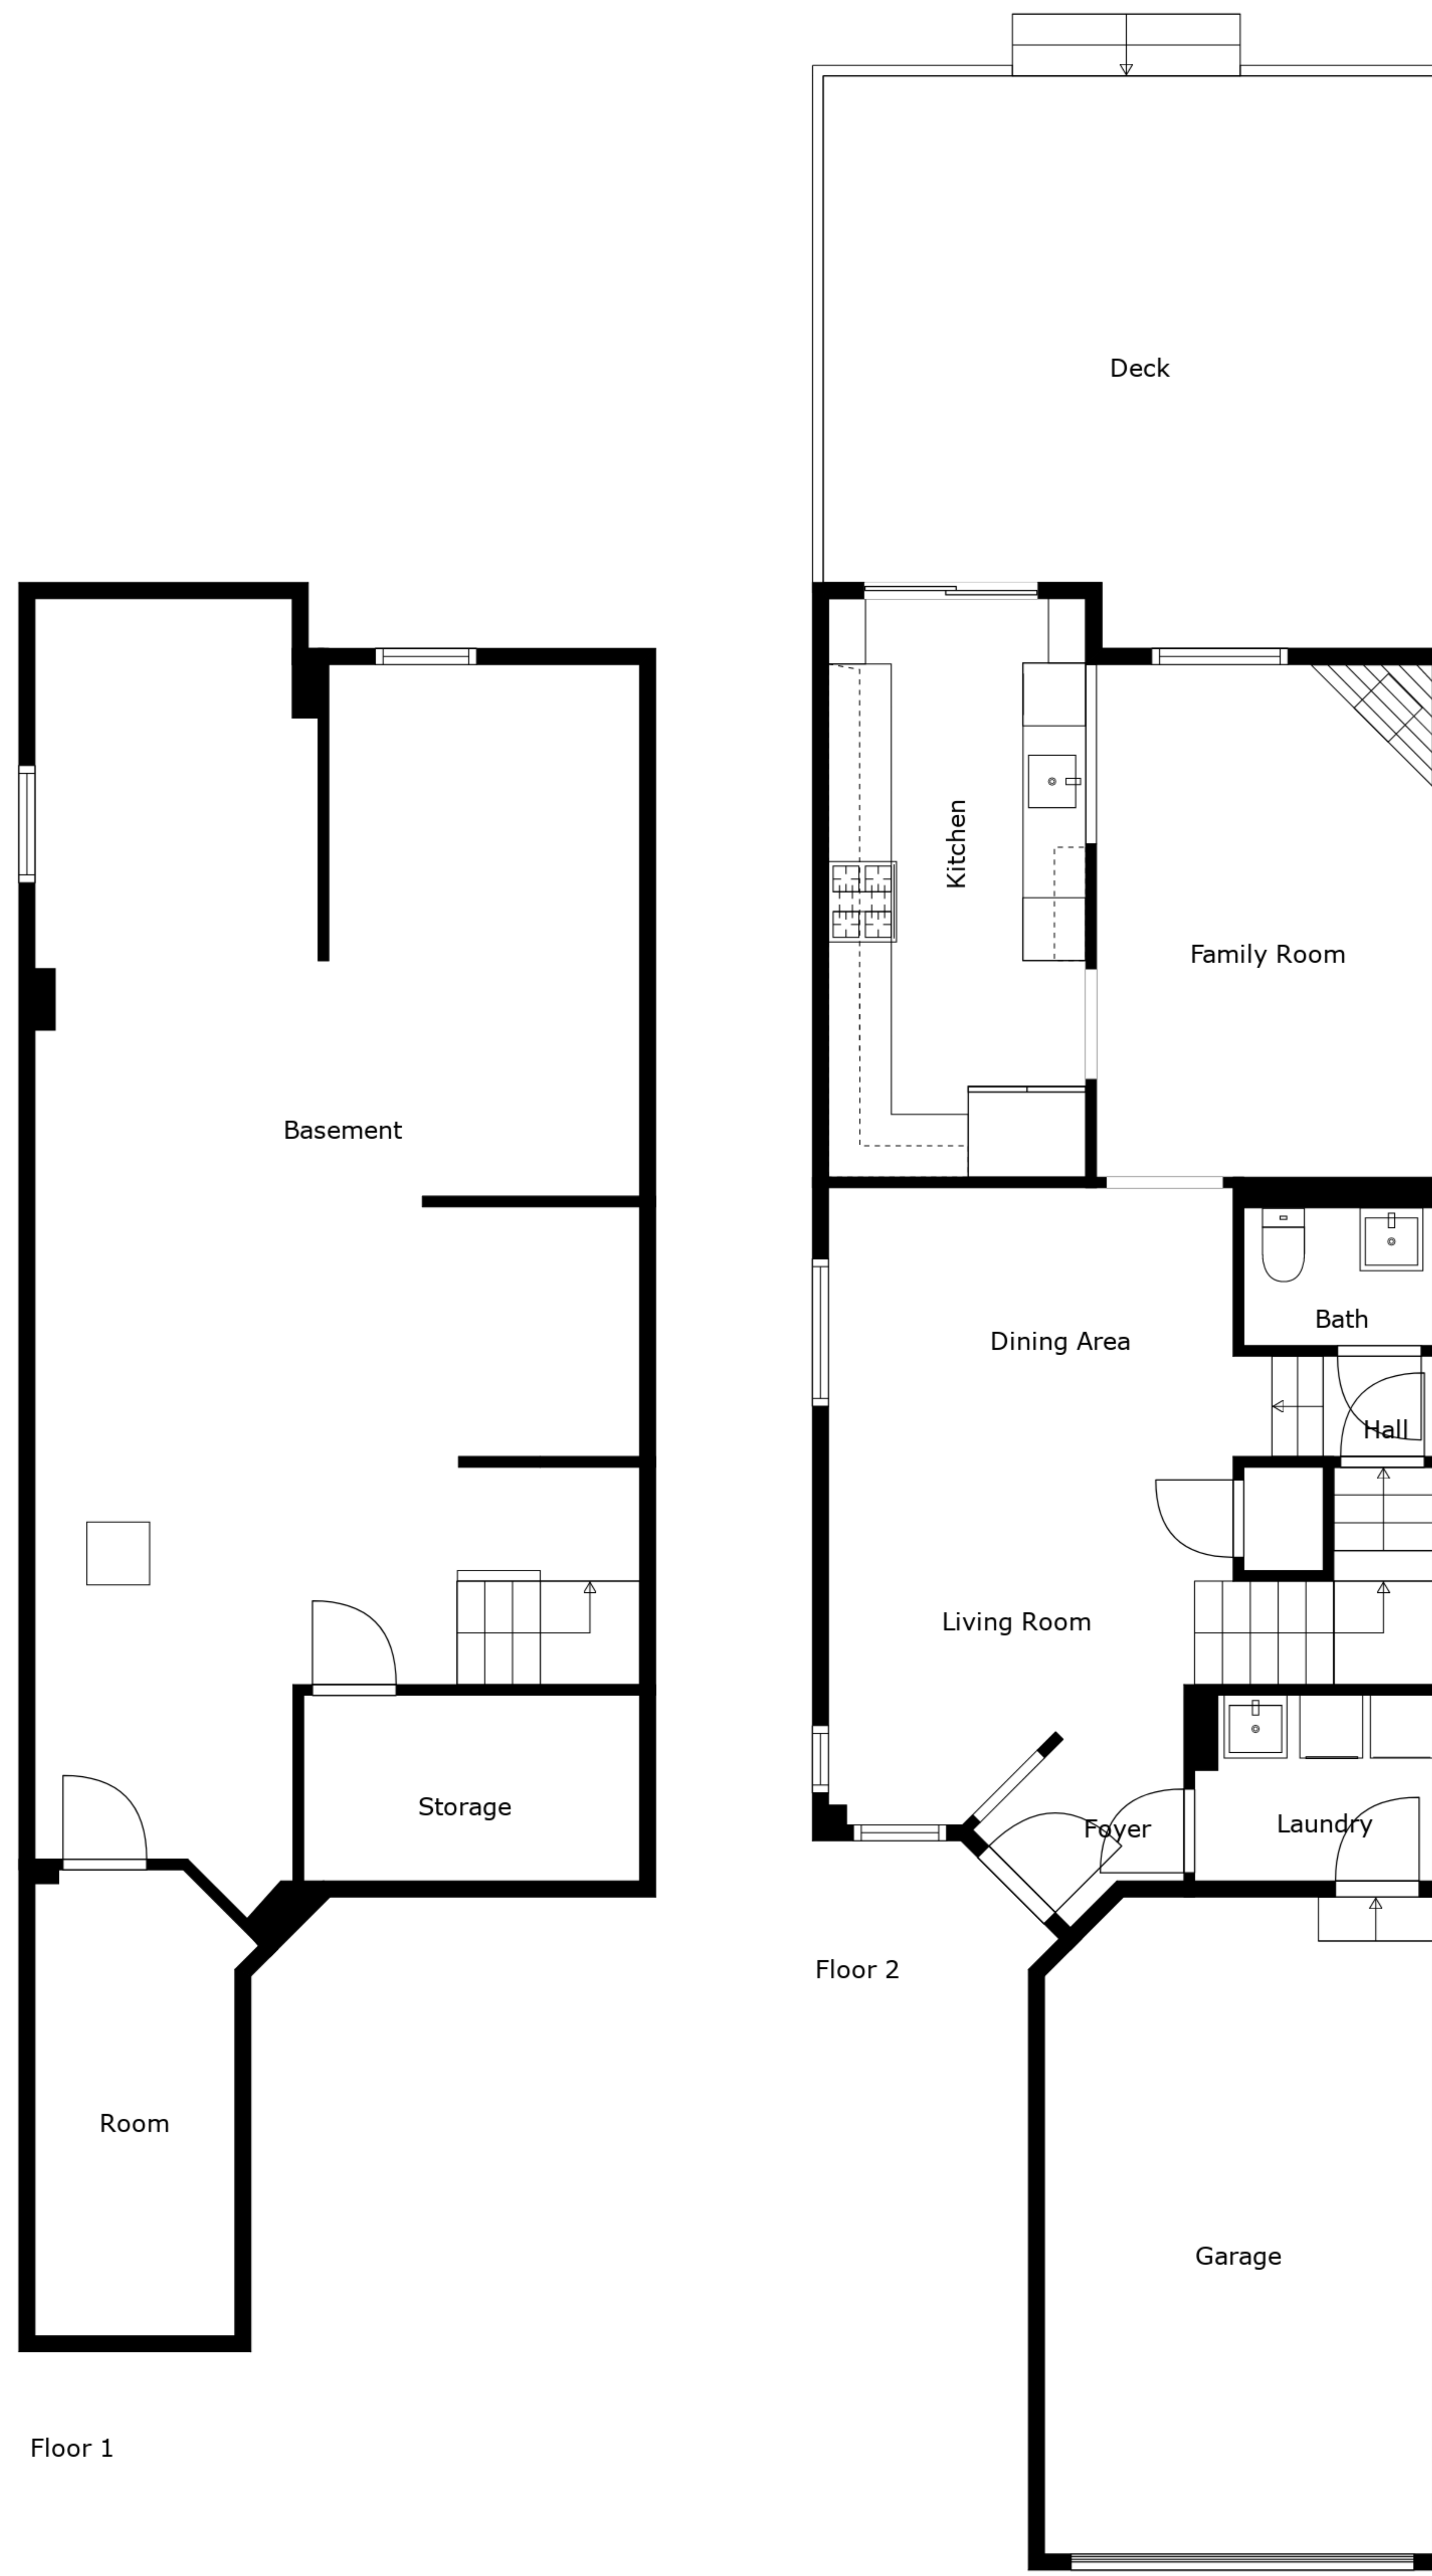 Deck
Kitchen
Family Room
Basement
Bath
Dining Area
Hall
Living Room
Storage
Foyer
Laundry
Floor 2
Room
Garage
Floor 1